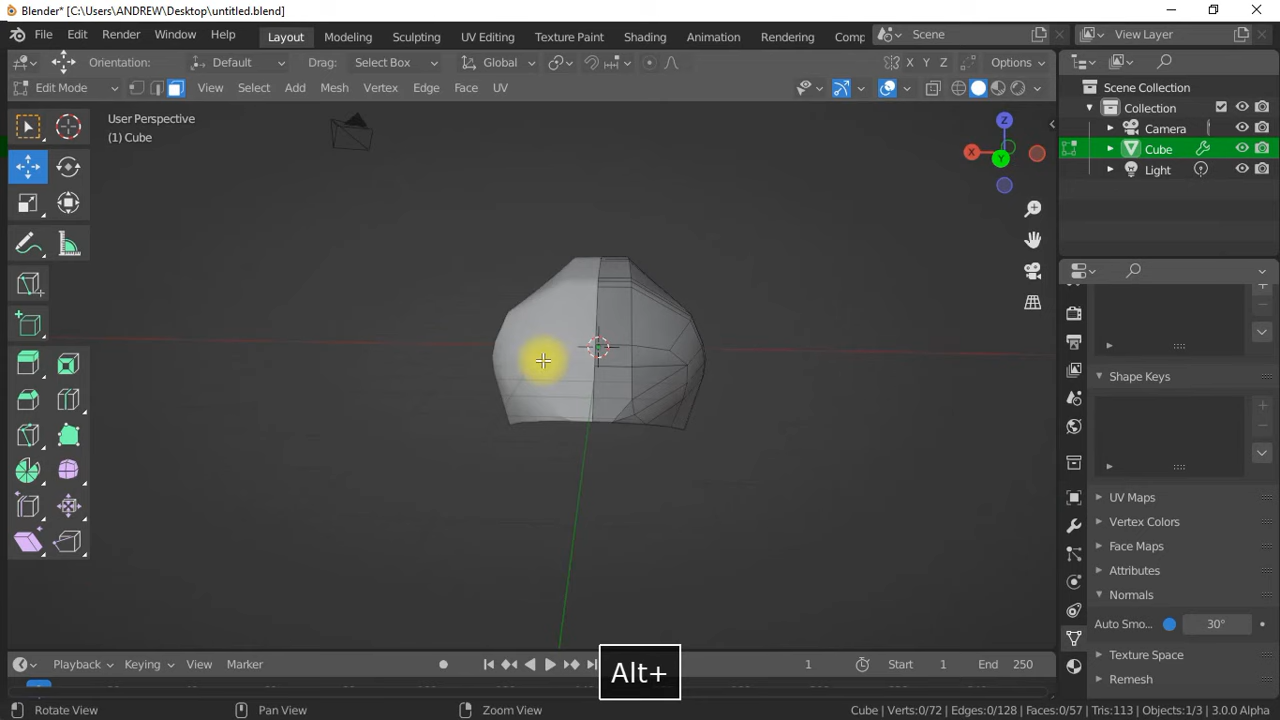 Blender* [C:\Users\ANDREW\Desktop\untitled.blend]
File Edit Render Window Help Layout Modeling Sculpting UV Editing Texture Paint Shading Animation Rendering Comp Scene View Layer
Orientation: Default Drag: Select Box Global X Y Z Options
Edit Mode View Select Add Mesh Vertex Edge Face UV
Scene Collection
Collection
Camera
Cube
Light
User Perspective
(1) Cube
Z
X
Y
Shape Keys
UV Maps
Vertex Colors
Face Maps
Attributes
Normals
Auto Smo... 30°
Texture Space
Remesh
Alt+
Playback Keying View Marker 1 Start 1 End 250
Rotate View Pan View Zoom View Cube | Verts:0/72 | Edges:0/128 | Faces:0/57 | Tris:113 | Objects:1/3 | 3.0.0 Alpha